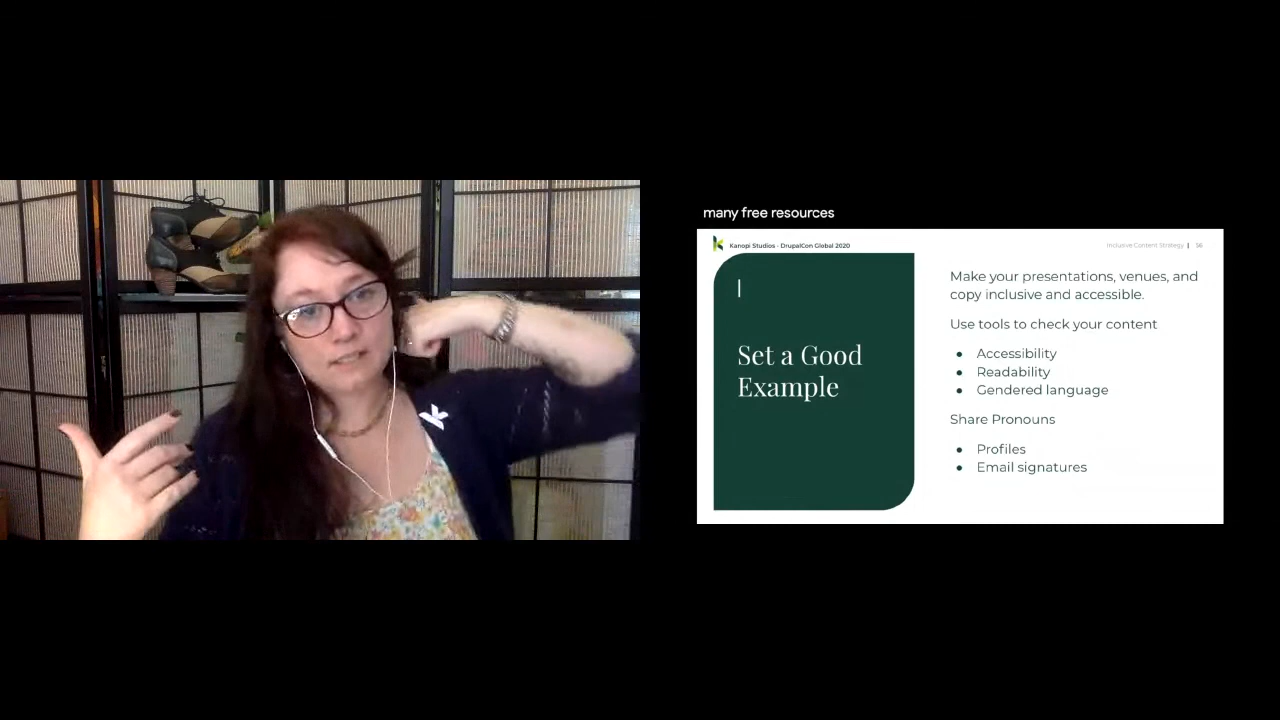 many free resources
Kanopi Studios - DrupalCon Global 2020
Inclusive Content Strategy | 56
Set a Good
Example
Make your presentations, venues, and
copy inclusive and accessible.
Use tools to check your content
● Accessibility
● Readability
● Gendered language
Share Pronouns
● Profiles
● Email signatures